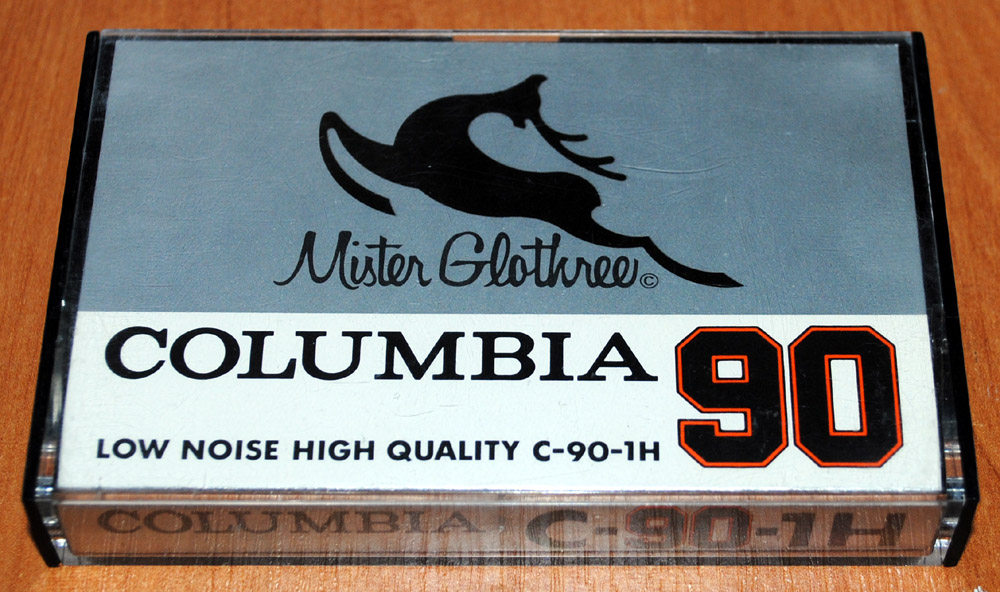 Mister Glothree©
COLUMBIA 90
LOW NOISE HIGH QUALITY C-90-1H
COLUMBIA C-90-1H